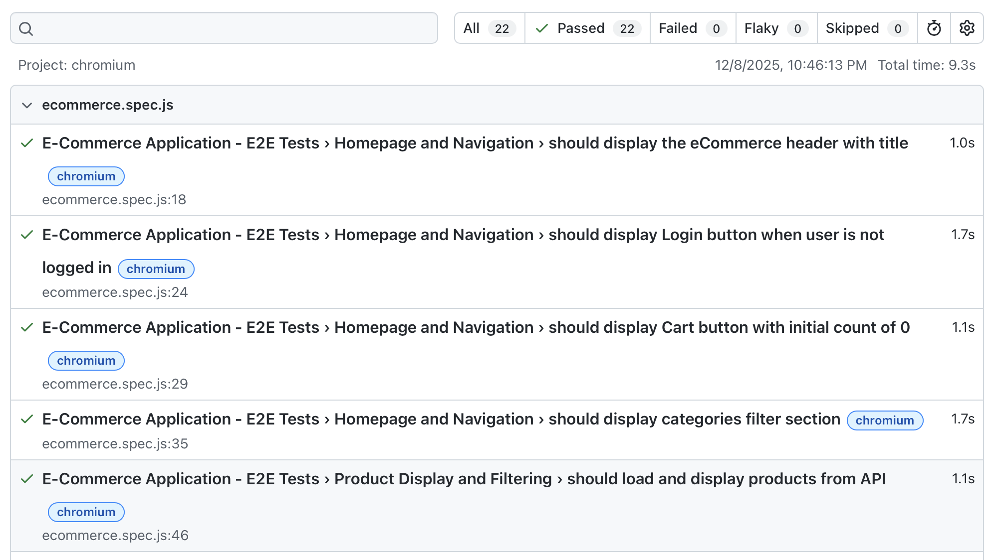 All 22 Passed 22 Failed 0 Flaky 0 Skipped 0
Project: chromium 12/8/2025, 10:46:13 PM Total time: 9.3s
ecommerce.spec.js
E-Commerce Application - E2E Tests › Homepage and Navigation › should display the eCommerce header with title 1.0s
chromium
ecommerce.spec.js:18
E-Commerce Application - E2E Tests › Homepage and Navigation › should display Login button when user is not 1.7s
logged in chromium
ecommerce.spec.js:24
E-Commerce Application - E2E Tests › Homepage and Navigation › should display Cart button with initial count of 0 1.1s
chromium
ecommerce.spec.js:29
E-Commerce Application - E2E Tests › Homepage and Navigation › should display categories filter section chromium 1.7s
ecommerce.spec.js:35
E-Commerce Application - E2E Tests › Product Display and Filtering › should load and display products from API 1.1s
chromium
ecommerce.spec.js:46